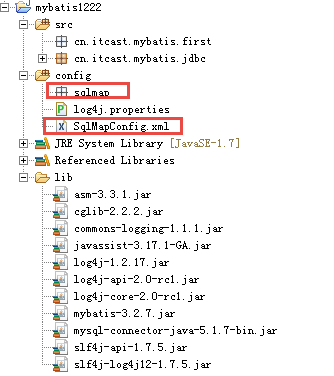 mybatis1222
src
cn.itcast.mybatis.first
cn.itcast.mybatis.jdbc
config
sqlmap
log4j.properties
SqlMapConfig.xml
JRE System Library [JavaSE-1.7]
Referenced Libraries
lib
asm-3.3.1.jar
cglib-2.2.2.jar
commons-logging-1.1.1.jar
javassist-3.17.1-GA.jar
log4j-1.2.17.jar
log4j-api-2.0-rc1.jar
log4j-core-2.0-rc1.jar
mybatis-3.2.7.jar
mysql-connector-java-5.1.7-bin.jar
slf4j-api-1.7.5.jar
slf4j-log4j12-1.7.5.jar